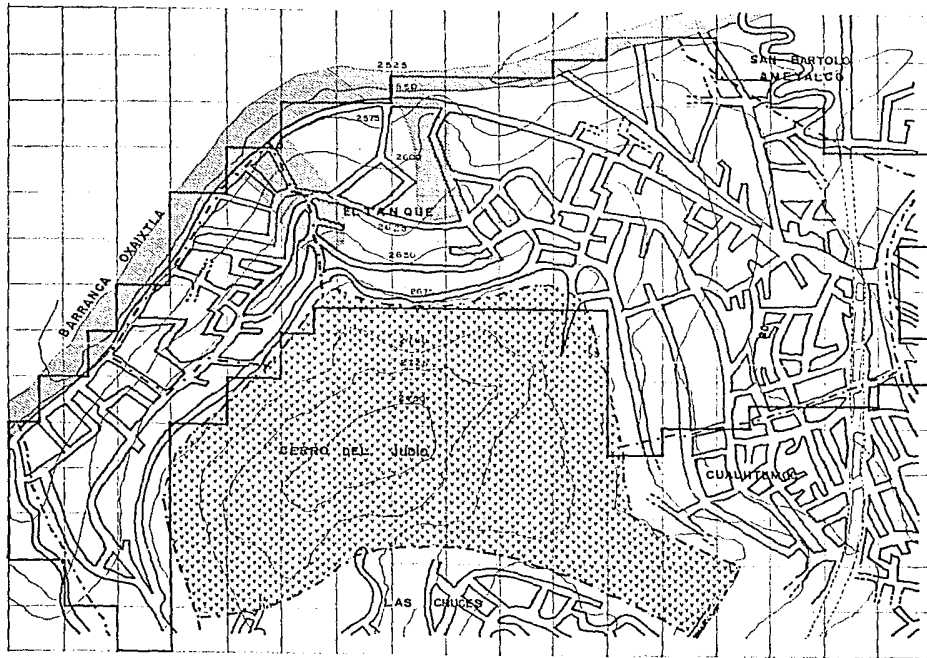 SAN BARTOLO
AMEYALCO
2525
2550
2575
2600
EL TANQUE
2625
2650
BARRANCA OXAIXTLA
CERRO DEL JUDIO
CUAUHTEMOC
LAS CRUCES